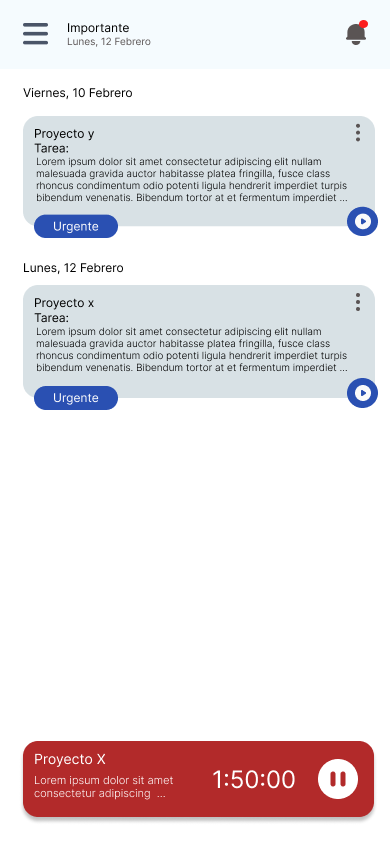 Importante
Lunes, 12 Febrero
Viernes, 10 Febrero
Proyecto y
Tarea:
Lorem ipsum dolor sit amet consectetur adipiscing elit nullam
malesuada gravida auctor habitasse platea fringilla, fusce class
rhoncus condimentum odio potenti ligula hendrerit imperdiet turpis
bibendum venenatis. Bibendum tortor at et fermentum imperdiet ...
Urgente
Lunes, 12 Febrero
Proyecto x
Tarea:
Lorem ipsum dolor sit amet consectetur adipiscing elit nullam
malesuada gravida auctor habitasse platea fringilla, fusce class
rhoncus condimentum odio potenti ligula hendrerit imperdiet turpis
bibendum venenatis. Bibendum tortor at et fermentum imperdiet ...
Urgente
Proyecto X
Lorem ipsum dolor sit amet
consectetur adipiscing ...
1:50:00